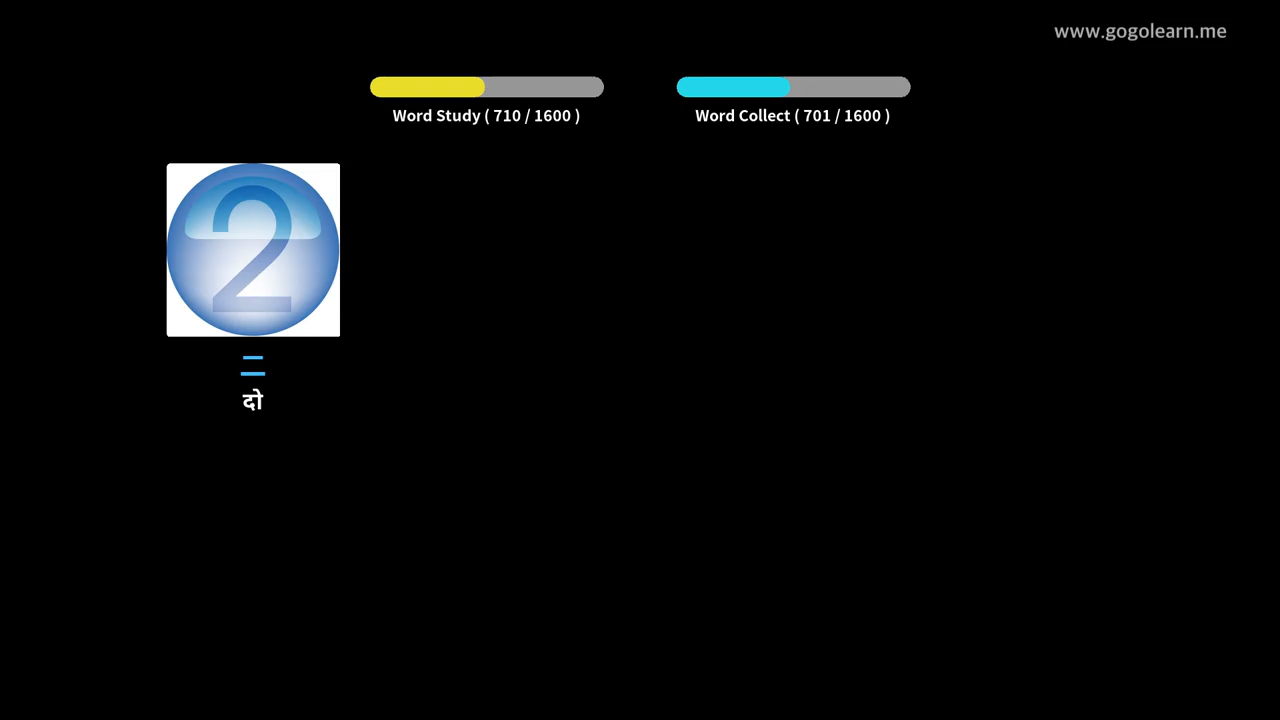 www.gogolearn.me
Word Study ( 710 / 1600 )
Word Collect ( 701 / 1600 )
2
二
दो